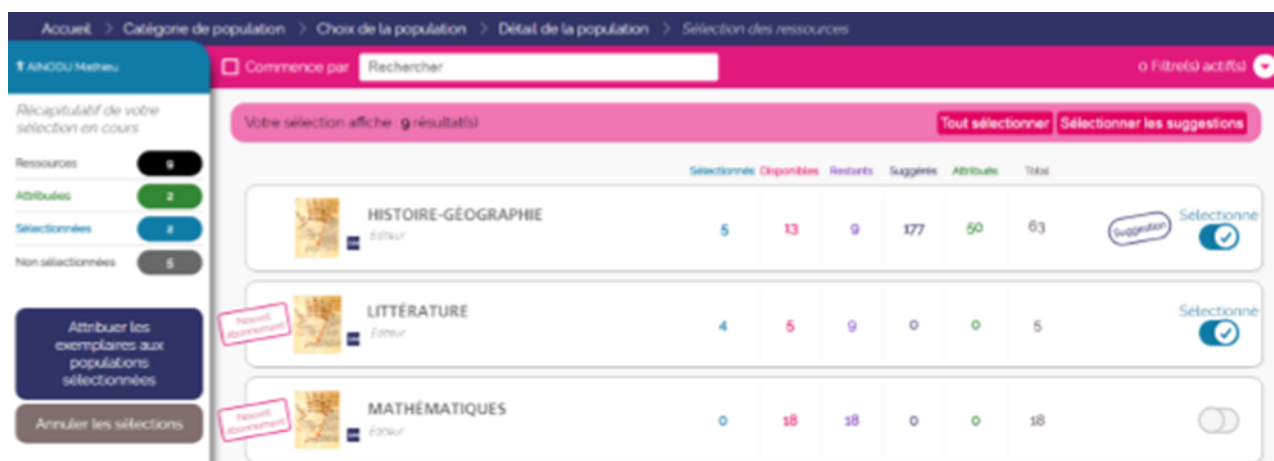 Accueil > Catégorie de population > Choix de la population > Détail de la population > Sélection des ressources
AINCOU Mathieu
Commence par Rechercher 0 Filtre(s) actif(s)
Récapitulatif de votre
sélection en cours
Ressources 9
Attribuées 2
Sélectionnées 2
Non sélectionnées 5
Attribuer les
exemplaires aux
populations
sélectionnées
Annuler les sélections
Votre sélection affiche : 9 résultat(s) Tout sélectionner Sélectionner les suggestions
Sélectionnés Disponibles Restants Suggérés Attribués Total
HISTOIRE-GÉOGRAPHIE
Éditeur
5 13 9 177 50 63 Suggestion Sélectionné
Nouvel
abonnement
LITTÉRATURE
Éditeur
4 5 9 0 0 5 Sélectionné
Nouvel
abonnement
MATHÉMATIQUES
Éditeur
0 18 18 0 0 18